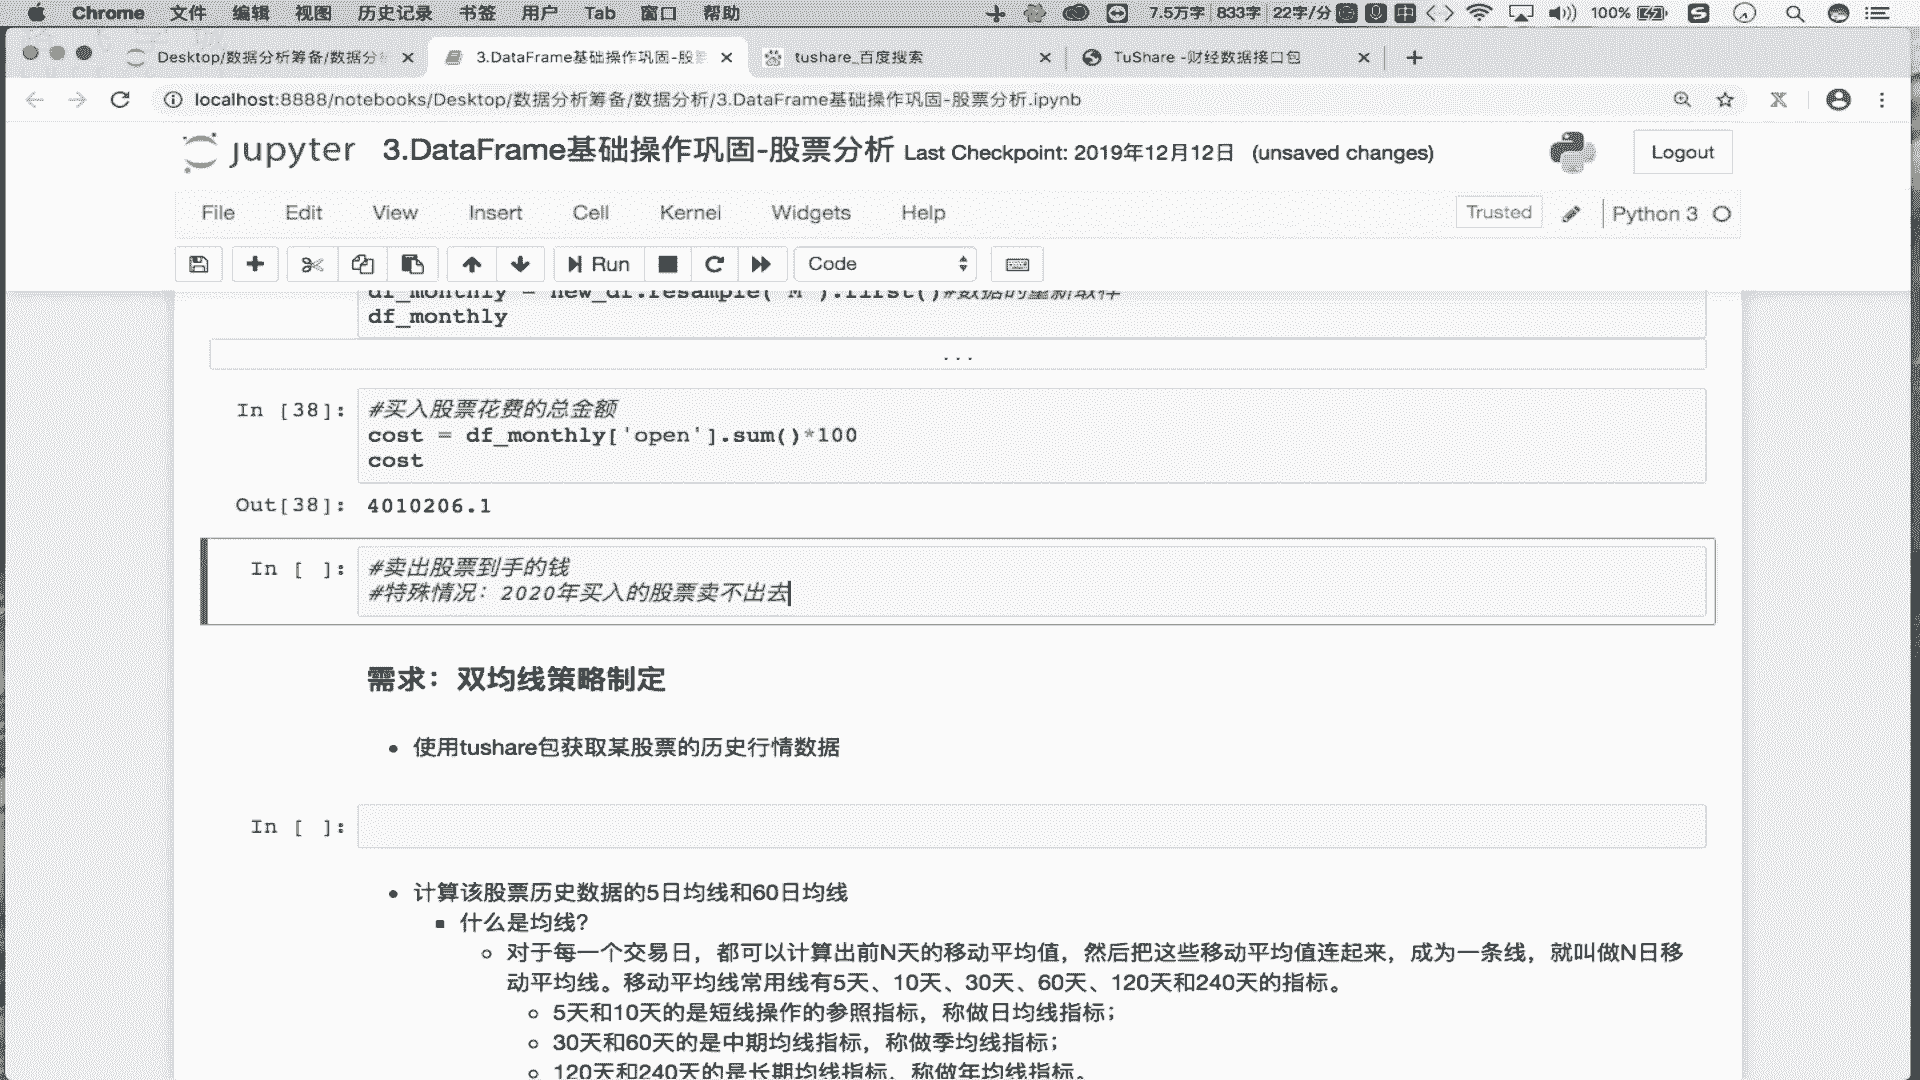 Chrome 文件 编辑 视图 历史记录 书签 用户 Tab 窗口 帮助 7.5万字 833字 22字/分 中 100%
Desktop/数据分析筹备/数据分 3.DataFrame基础操作巩固-股 tushare_百度搜索 TuShare -财经数据接口包
localhost:8888/notebooks/Desktop/数据分析筹备/数据分析/3.DataFrame基础操作巩固-股票分析.ipynb
jupyter 3.DataFrame基础操作巩固-股票分析 Last Checkpoint: 2019年12月12日 (unsaved changes) Logout
File Edit View Insert Cell Kernel Widgets Help Trusted Python 3
Run Code
df_monthly = new_df.resample('M').first()#数据的重新取样
df_monthly
...
In [38]: #买入股票花费的总金额
cost = df_monthly['open'].sum()*100
cost
Out[38]: 4010206.1
In [ ]: #卖出股票到手的钱
#特殊情况：2020年买入的股票卖不出去
需求：双均线策略制定
使用tushare包获取某股票的历史行情数据
In [ ]:
计算该股票历史数据的5日均线和60日均线
什么是均线?
对于每一个交易日，都可以计算出前N天的移动平均值，然后把这些移动平均值连起来，成为一条线，就叫做N日移
动平均线。移动平均线常用线有5天、10天、30天、60天、120天和240天的指标。
5天和10天的是短线操作的参照指标，称做日均线指标；
30天和60天的是中期均线指标，称做季均线指标；
120天和240天的是长期均线指标，称做年均线指标。